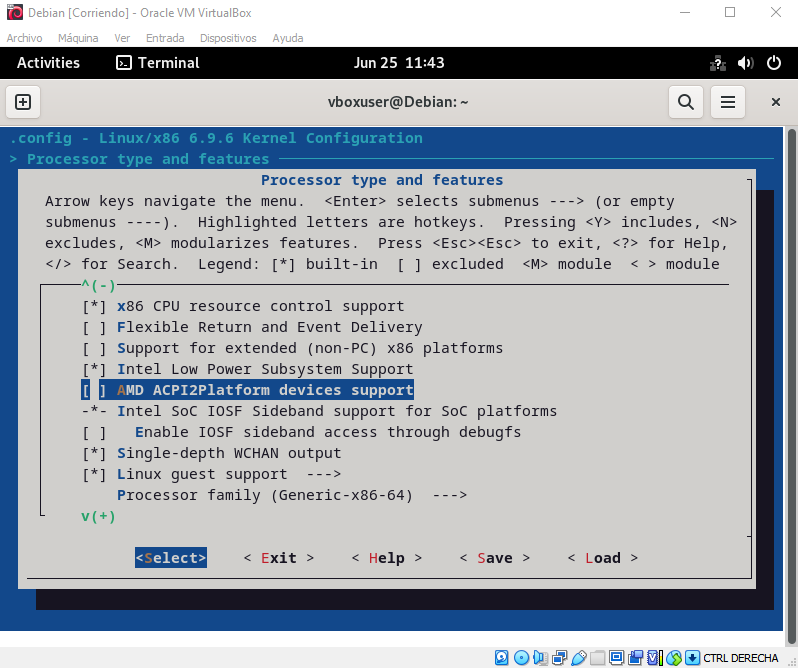 Debian [Corriendo] - Oracle VM VirtualBox
Archivo Máquina Ver Entrada Dispositivos Ayuda
Activities Terminal Jun 25 11:43
vboxuser@Debian: ~
.config - Linux/x86 6.9.6 Kernel Configuration
> Processor type and features
Processor type and features
Arrow keys navigate the menu. <Enter> selects submenus ---> (or empty
submenus ----). Highlighted letters are hotkeys. Pressing <Y> includes, <N>
excludes, <M> modularizes features. Press <Esc><Esc> to exit, <?> for Help,
</> for Search. Legend: [*] built-in [ ] excluded <M> module < > module
^(-)
[*] x86 CPU resource control support
[ ] Flexible Return and Event Delivery
[ ] Support for extended (non-PC) x86 platforms
[*] Intel Low Power Subsystem Support
[ ] AMD ACPI2Platform devices support
-*- Intel SoC IOSF Sideband support for SoC platforms
[ ] Enable IOSF sideband access through debugfs
[*] Single-depth WCHAN output
[*] Linux guest support --->
Processor family (Generic-x86-64) --->
v(+)
<Select> < Exit > < Help > < Save > < Load >
CTRL DERECHA